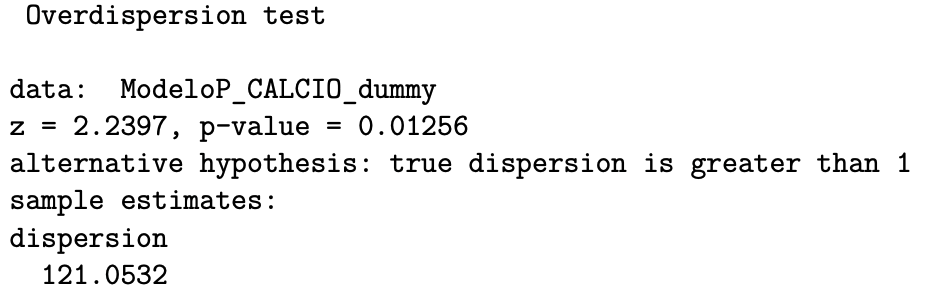 Overdispersion test
data: ModeloP_CALCIO_dummy
z = 2.2397, p-value = 0.01256
alternative hypothesis: true dispersion is greater than 1
sample estimates:
dispersion
121.0532